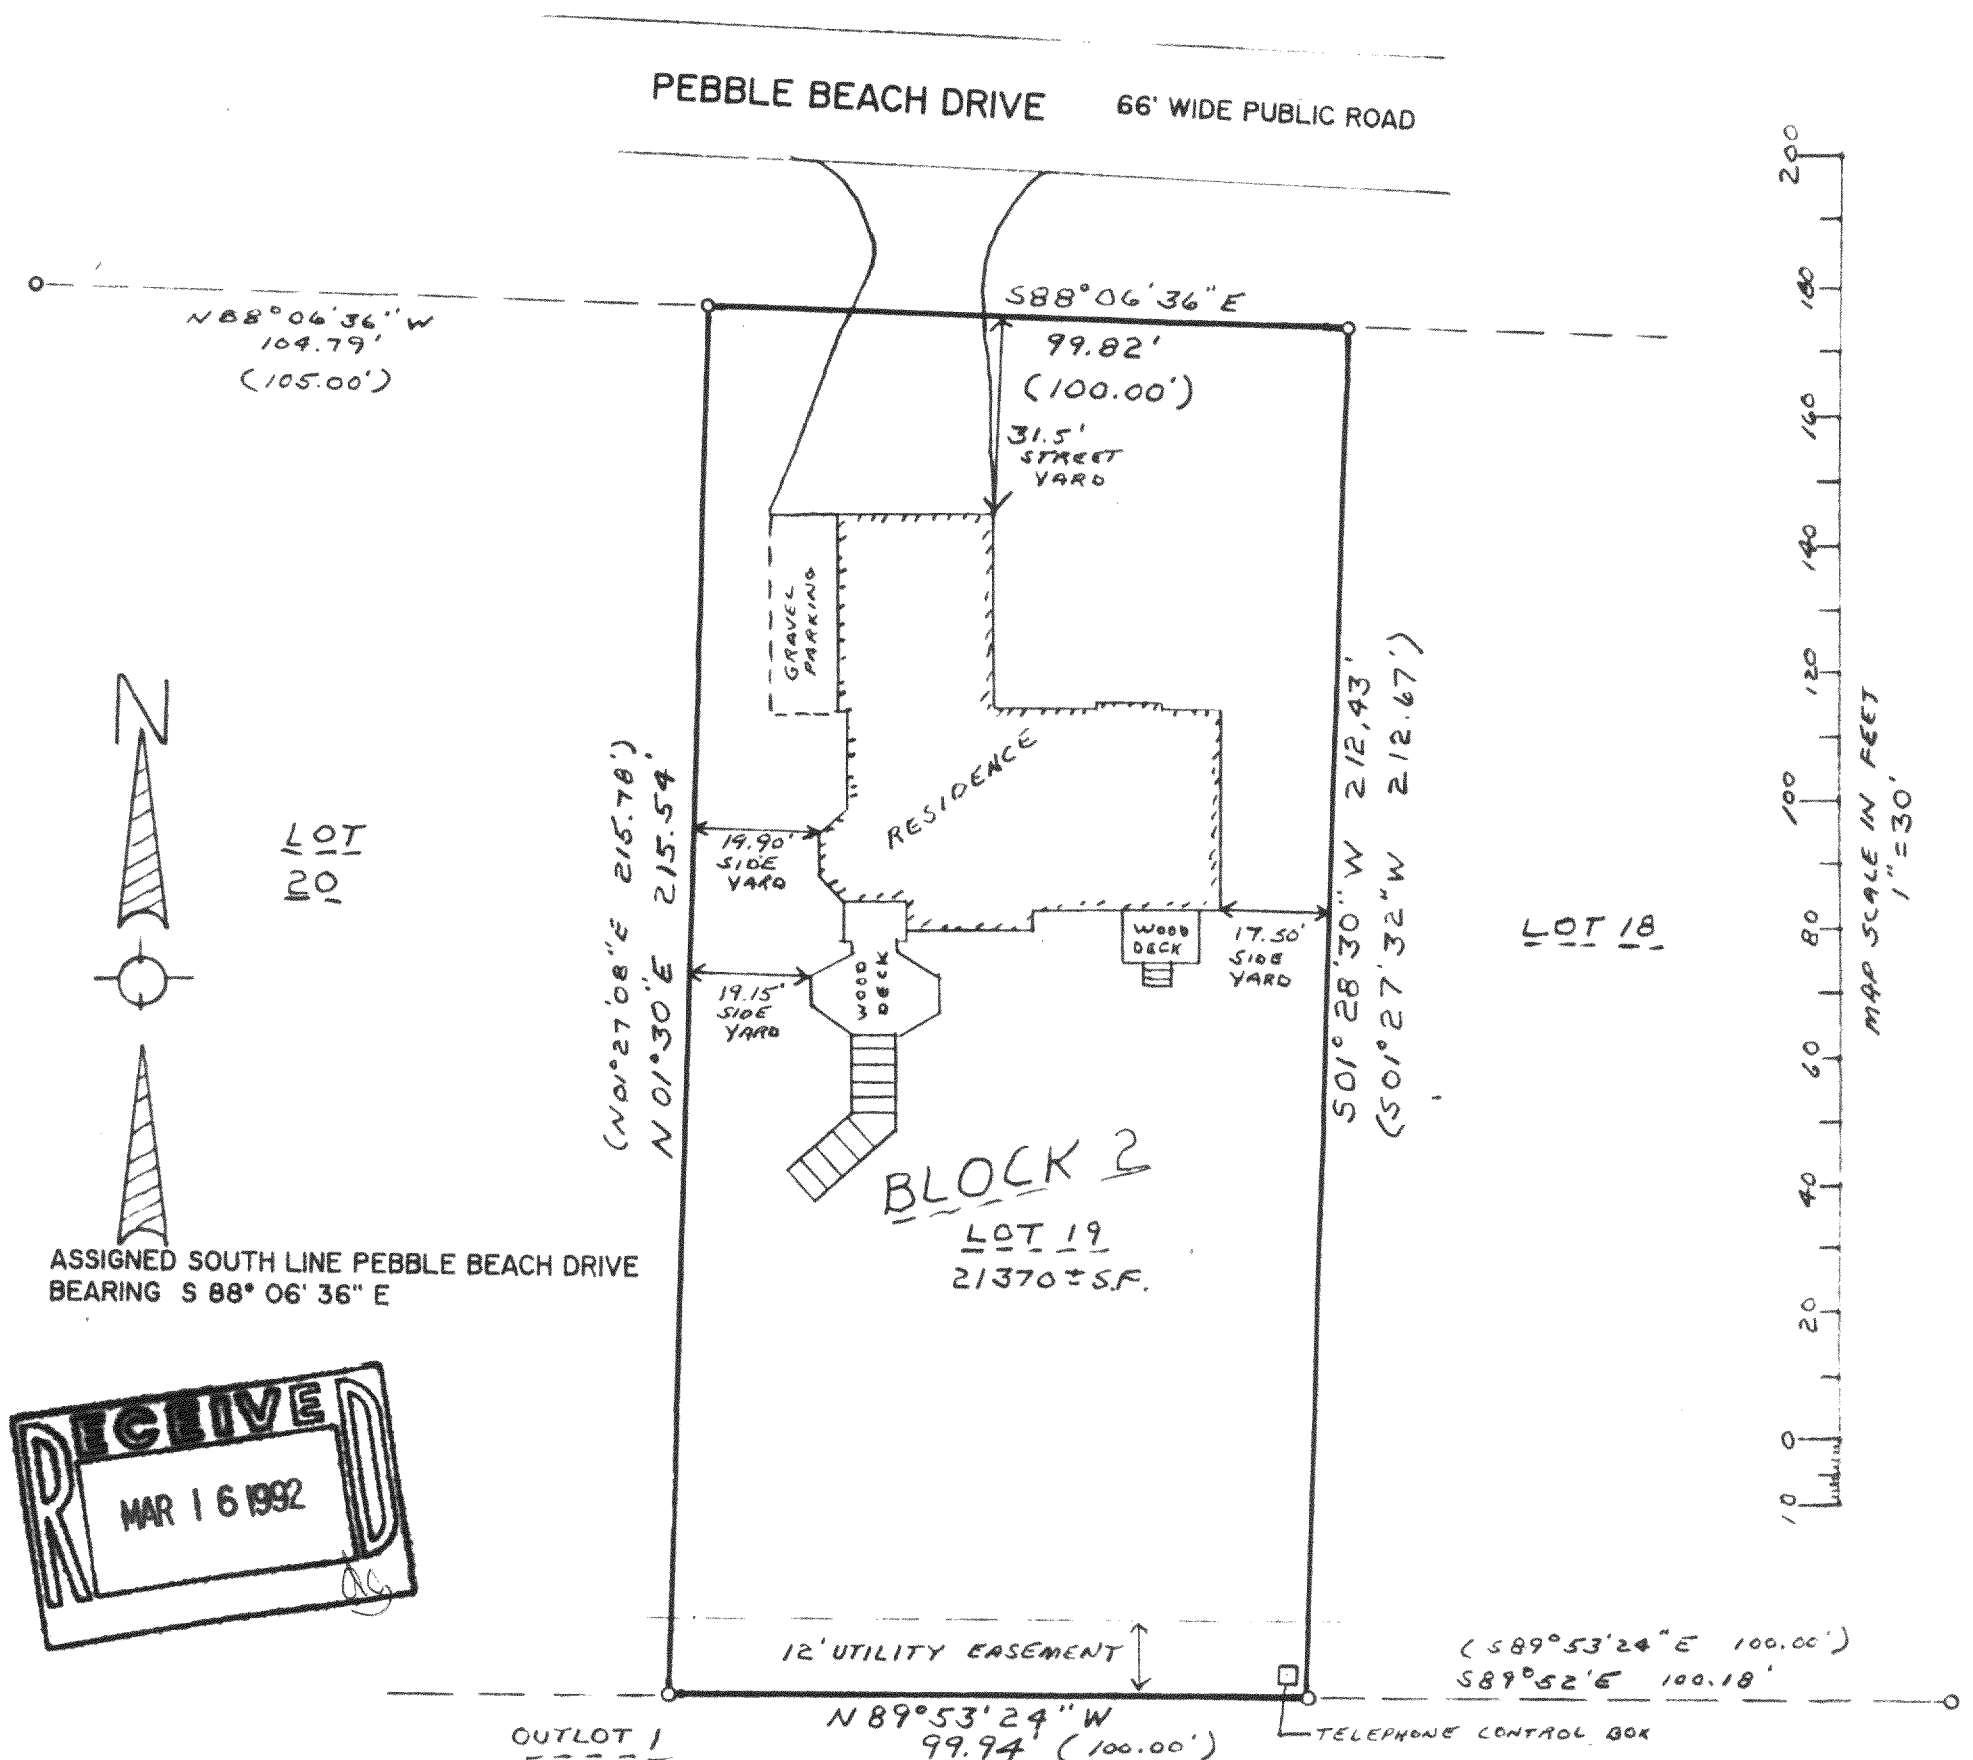 PEBBLE BEACH DRIVE 66' WIDE PUBLIC ROAD
S88°06'36"E
99.82'
(100.00')
N88°06'36"W
104.79'
(105.00')
31.5'
STREET
YARD
GRAVEL
PARKING
RESIDENCE
19.90'
SIDE
YARD
WOOD
DECK
17.50'
SIDE
YARD
19.15'
SIDE
YARD
WOOD
DECK
(N01°27'08"E 215.78')
N01°30'E 215.54'
S01°28'30"W 212.43'
(S01°27'32"W 212.67')
N
LOT
20
LOT 18
BLOCK 2
LOT 19
21370±S.F.
ASSIGNED SOUTH LINE PEBBLE BEACH DRIVE
BEARING S 88° 06' 36" E
RECEIVED
MAR 16 1992
200
180
160
140
120
100
80
60
40
20
0
10
MAP SCALE IN FEET
1"=30'
12' UTILITY EASEMENT
(S89°53'24"E 100.00')
S89°52'E 100.18'
N89°53'24"W
99.94' (100.00')
OUTLOT 1
TELEPHONE CONTROL BOX